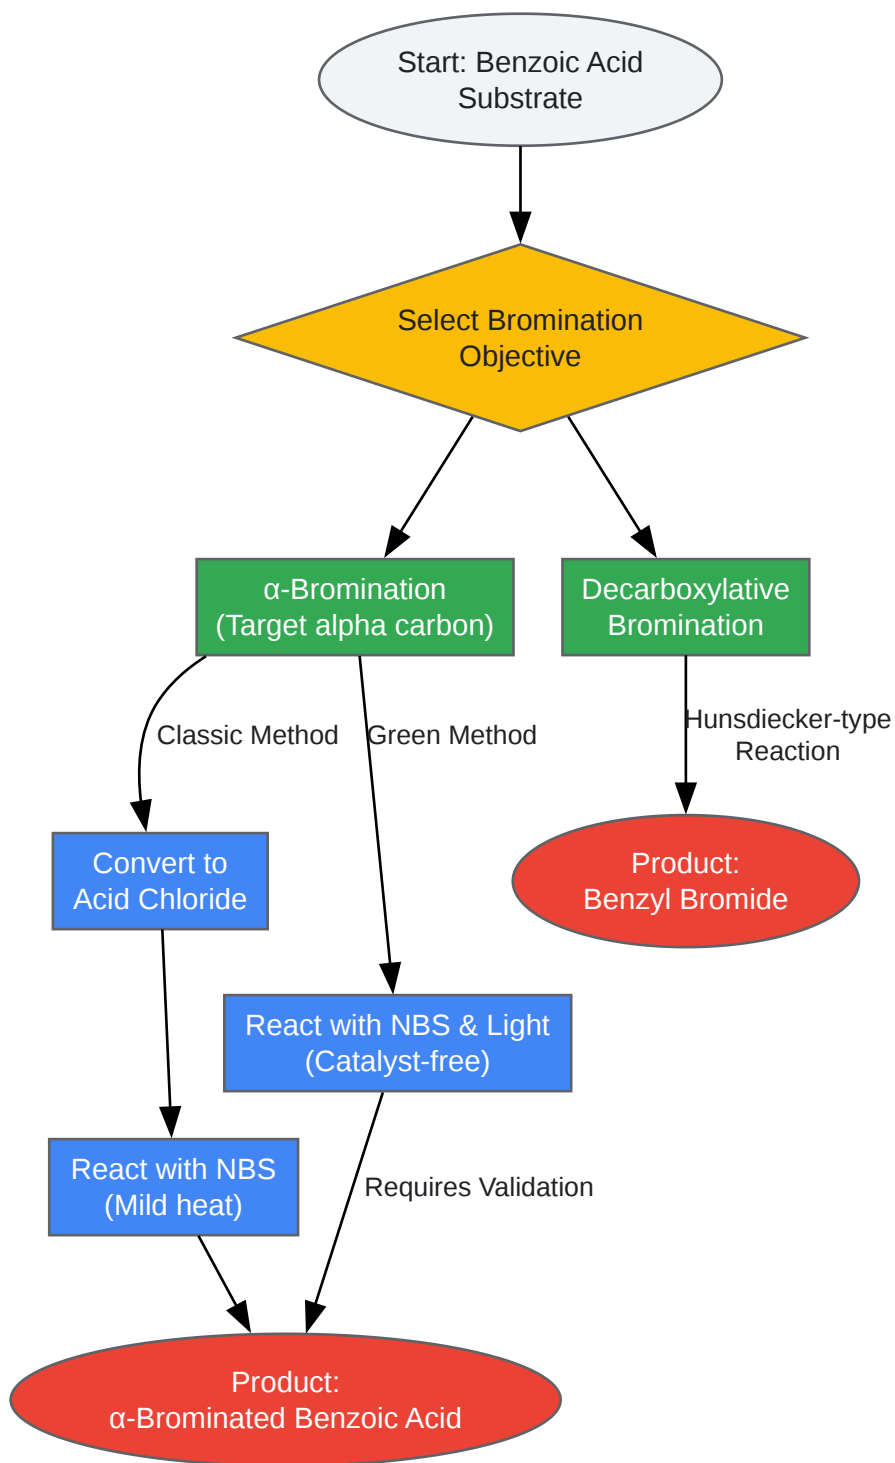 Start: Benzoic Acid
Substrate
Select Bromination
Objective
α-Bromination
(Target alpha carbon)
Decarboxylative
Bromination
Classic Method
Green Method
Hunsdiecker-type
Reaction
Convert to
Acid Chloride
Product:
Benzyl Bromide
React with NBS & Light
(Catalyst-free)
React with NBS
(Mild heat)
Requires Validation
Product:
α-Brominated Benzoic Acid